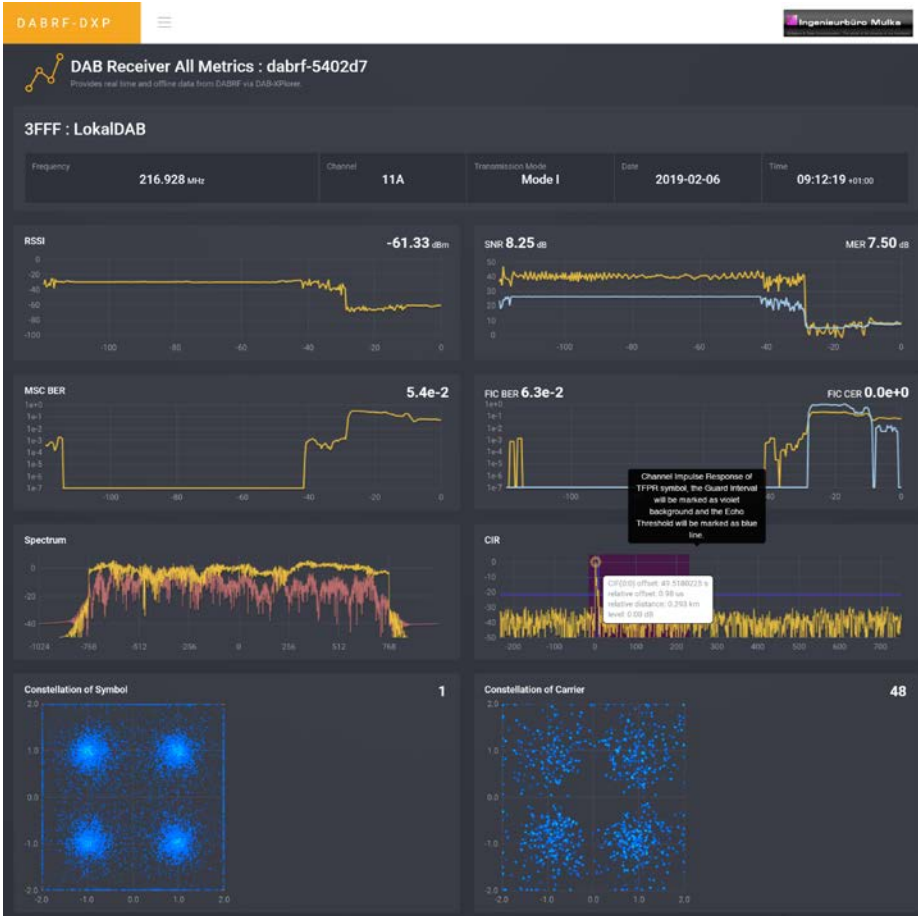 DABRF-DXP
Ingenieurbüro Mulka
DAB Receiver All Metrics : dabrf-5402d7
Provides real time and offline data from DABRF via DAB-XPlorer.
3FFF : LokalDAB
Frequency
216.928 MHz
Channel
11A
Transmission Mode
Mode I
Date
2019-02-06
Time
09:12:19 +01:00
RSSI
-61.33 dBm
0
-20
-40
-60
-80
-100
-100 -80 -60 -40 -20 0
SNR 8.25 dB
MER 7.50 dB
50
40
30
20
10
0
-100 -80 -60 -40 -20 0
MSC BER
5.4e-2
1e+0
1e-1
1e-2
1e-3
1e-4
1e-5
1e-6
1e-7
-100 -80 -60 -40 -20 0
FIC BER 6.3e-2
FIC CER 0.0e+0
1e+0
1e-1
1e-2
1e-3
1e-4
1e-5
1e-6
1e-7
-100 40 -20 0
Channel Impulse Response of
TFPR symbol, the Guard Interval
will be marked as violet
background and the Echo
Threshold will be marked as blue
line.
Spectrum
0
-20
-40
-1024 -768 -512 -256 0 256 512 768
CIR
0
-10
-20
-30
-40
-50
CIF(0:0) offset: 41.5180223 s
relative offset: 0.98 us
relative distance: 0.293 km
level: 0.08 dB
-200 -100 0 100 200 300 400 500 600 700
Constellation of Symbol
1
2.0
1.0
0.0
-1.0
-2.0
-2.0 -1.0 0.0 1.0 2.0
Constellation of Carrier
48
2.0
1.0
0.0
-1.0
-2.0
-2.0 -1.0 0.0 1.0 2.0